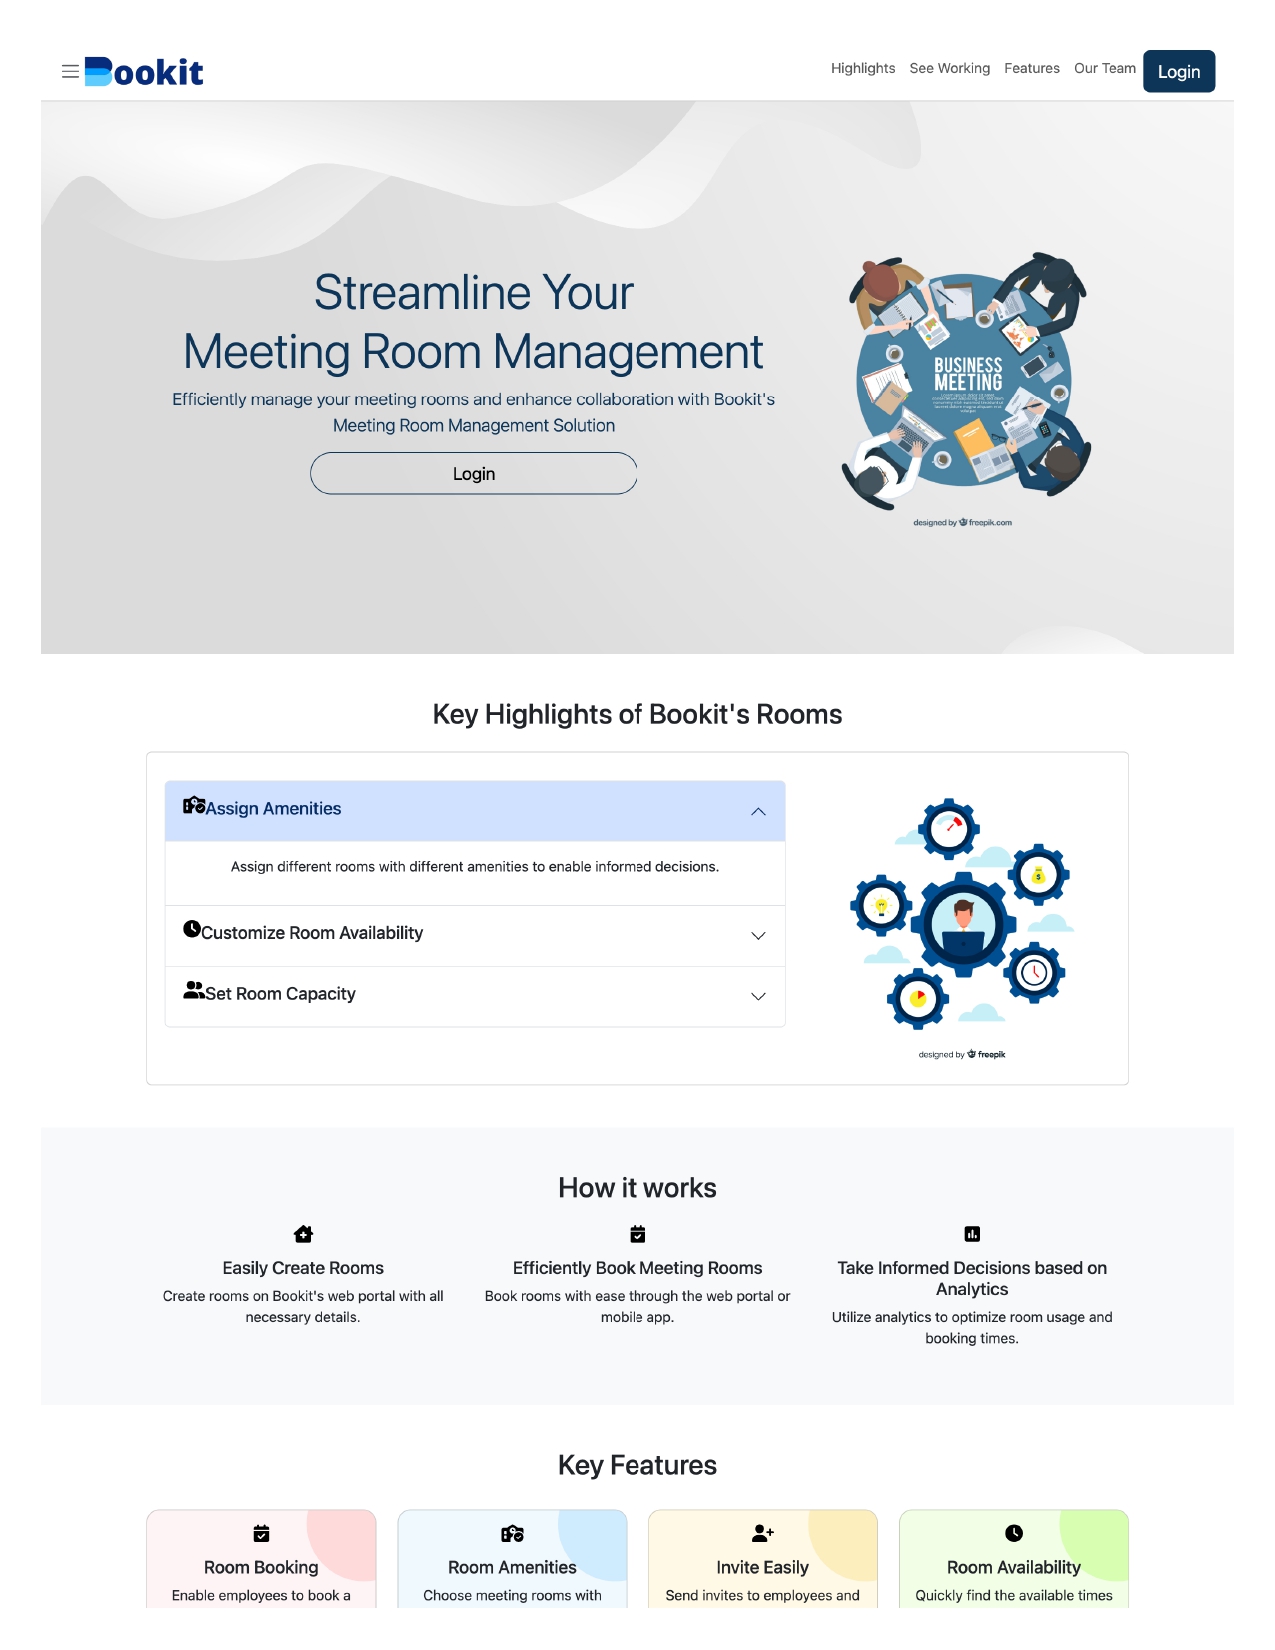 Bookit
Highlights See Working Features Our Team Login
Streamline Your
Meeting Room Management
Efficiently manage your meeting rooms and enhance collaboration with Bookit's
Meeting Room Management Solution
Login
BUSINESS
MEETING
designed by freepik.com
Key Highlights of Bookit's Rooms
Assign Amenities
Assign different rooms with different amenities to enable informed decisions.
Customize Room Availability
Set Room Capacity
designed by freepik
How it works
Easily Create Rooms
Create rooms on Bookit's web portal with all
necessary details.
Efficiently Book Meeting Rooms
Book rooms with ease through the web portal or
mobile app.
Take Informed Decisions based on
Analytics
Utilize analytics to optimize room usage and
booking times.
Key Features
Room Booking
Enable employees to book a
Room Amenities
Choose meeting rooms with
Invite Easily
Send invites to employees and
Room Availability
Quickly find the available times